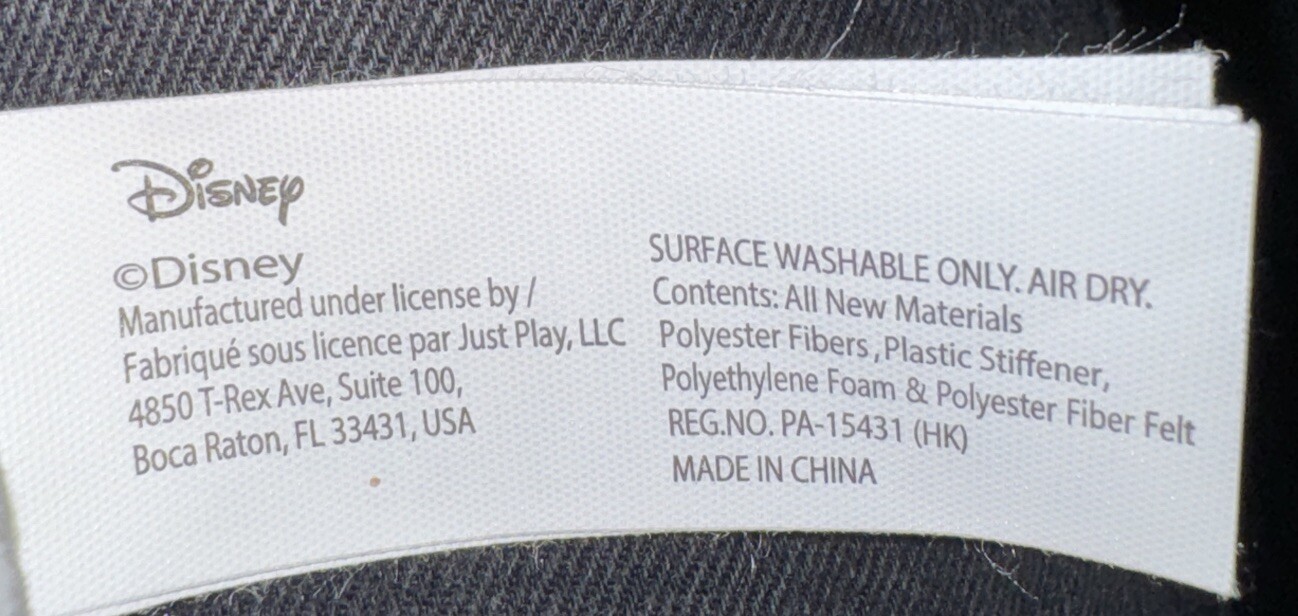 Disney
©Disney
Manufactured under license by /
Fabriqué sous licence par Just Play, LLC
4850 T-Rex Ave, Suite 100,
Boca Raton, FL 33431, USA
SURFACE WASHABLE ONLY. AIR DRY.
Contents: All New Materials
Polyester Fibers ,Plastic Stiffener,
Polyethylene Foam & Polyester Fiber Felt
REG.NO. PA-15431 (HK)
MADE IN CHINA